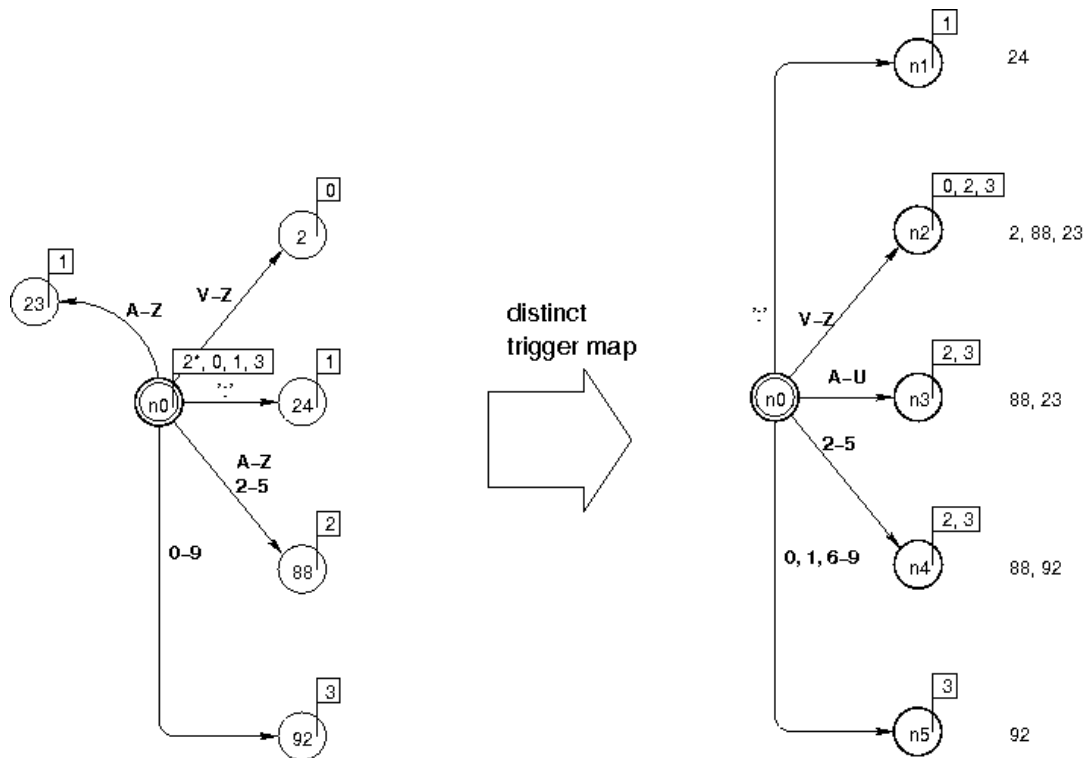 1
n1
24
0
2
0, 2, 3
n2
2, 88, 23
1
23
A–Z
V–Z
distinct
trigger map
V–Z
2*, 0, 1, 3
n0
1
24
n0
A–U
2, 3
n3
88, 23
A–Z
2–5
2–5
2
88
0–9
0, 1, 6–9
2, 3
n4
88, 92
3
92
3
n5
92